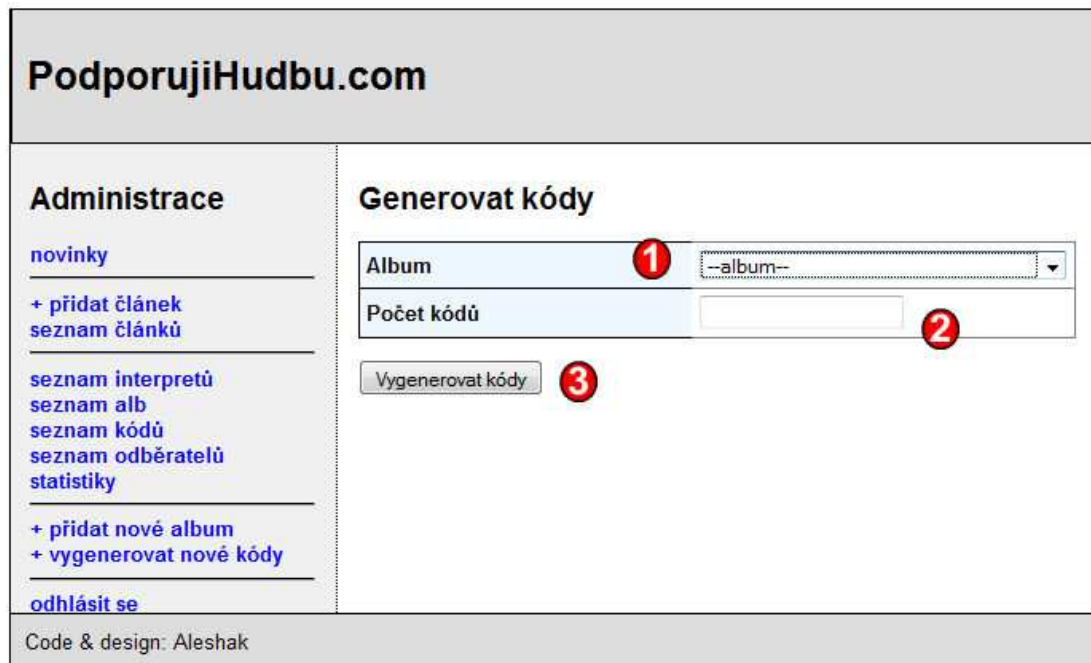 PodporujiHudbu.com
Administrace
novinky
+ přidat článek
seznam článků
seznam interpretů
seznam alb
seznam kódů
seznam odběratelů
statistiky
+ přidat nové album
+ vygenerovat nové kódy
odhlásit se
Generovat kódy
Album 1 --album--
Počet kódů 2
Vygenerovat kódy 3
Code & design: Aleshak